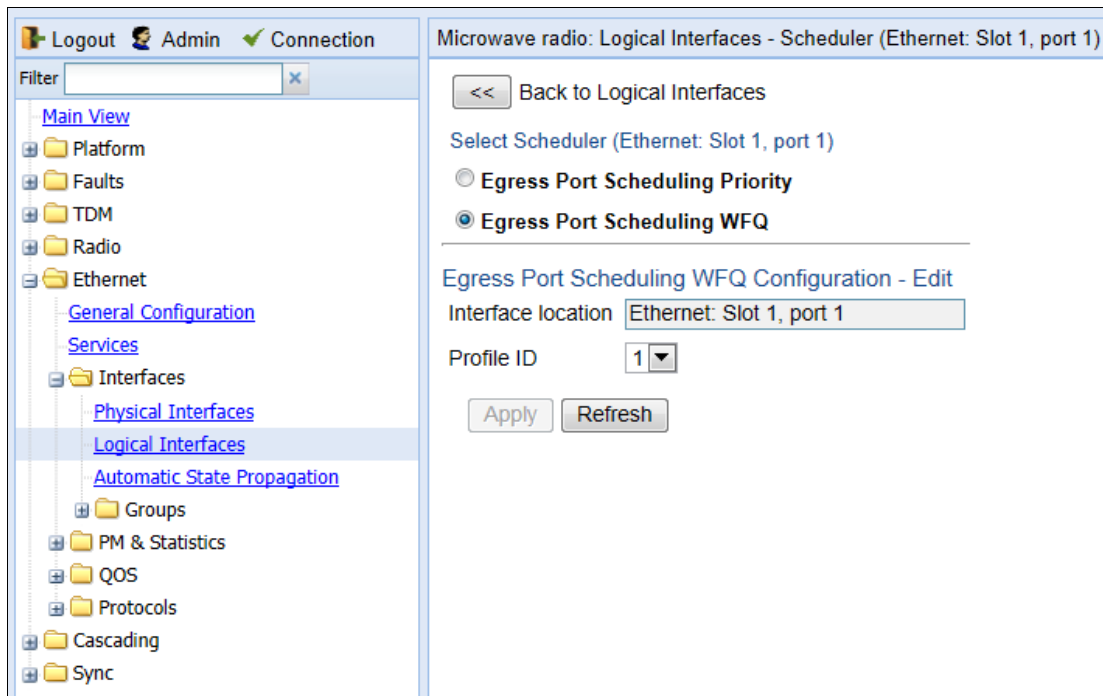 Logout Admin Connection
Filter
Main View
Platform
Faults
TDM
Radio
Ethernet
General Configuration
Services
Interfaces
Physical Interfaces
Logical Interfaces
Automatic State Propagation
Groups
PM & Statistics
QOS
Protocols
Cascading
Sync
Microwave radio: Logical Interfaces - Scheduler (Ethernet: Slot 1, port 1)
<< Back to Logical Interfaces
Select Scheduler (Ethernet: Slot 1, port 1)
Egress Port Scheduling Priority
Egress Port Scheduling WFQ
Egress Port Scheduling WFQ Configuration - Edit
Interface location Ethernet: Slot 1, port 1
Profile ID 1
Apply Refresh